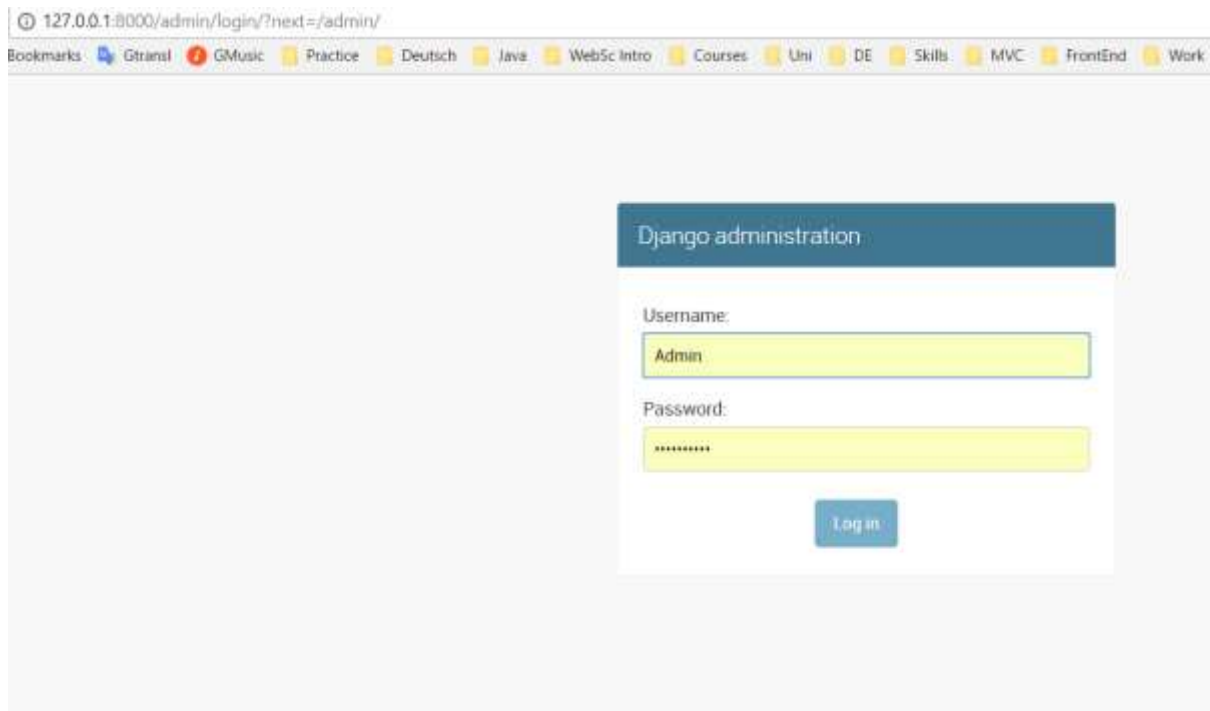 127.0.0.1:8000/admin/login/?next=/admin/
Bookmarks Gtransl GMusic Practice Deutsch Java WebSc Intro Courses Uni DE Skills MVC FrontEnd Work
Django administration
Username:
Admin
Password:
••••••••••
Log in